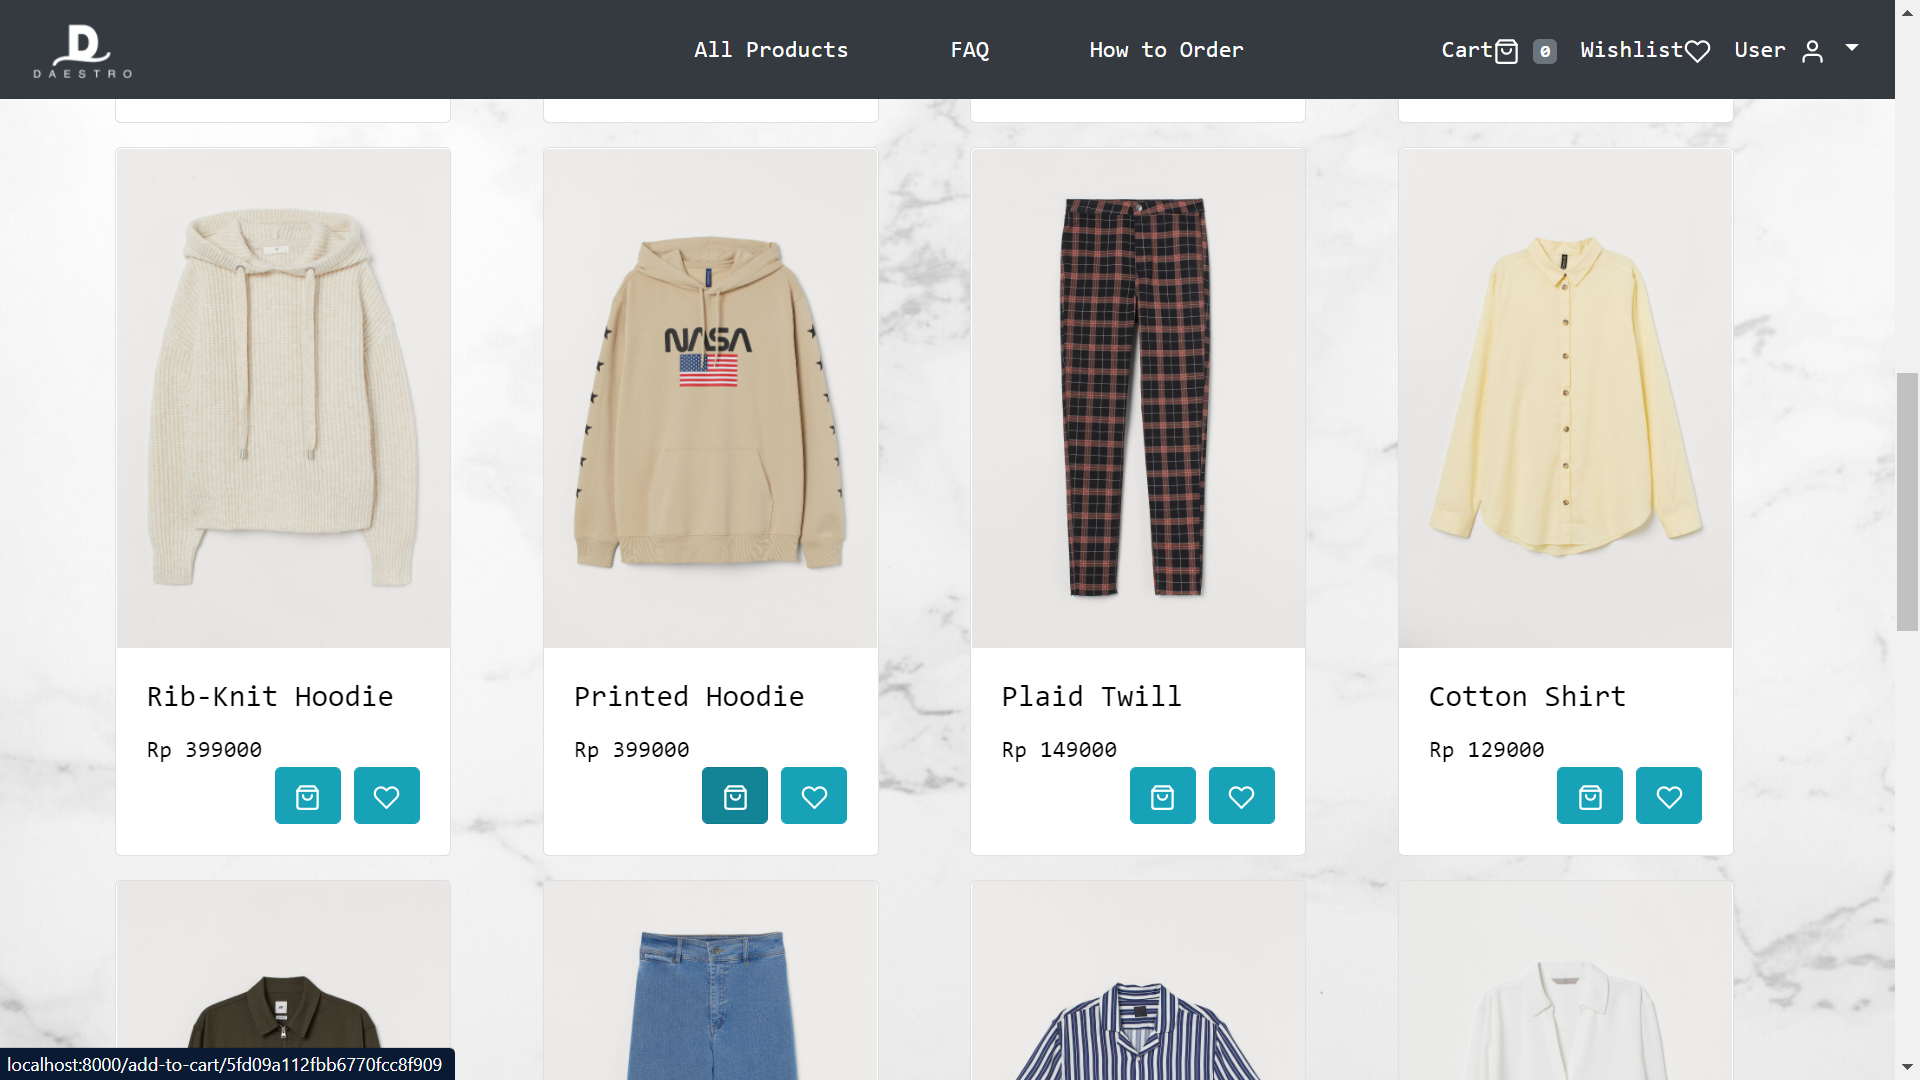 DAESTRO
All Products
FAQ
How to Order
Cart 0
Wishlist
User
NASA
Rib-Knit Hoodie
Rp 399000
Printed Hoodie
Rp 399000
Plaid Twill
Rp 149000
Cotton Shirt
Rp 129000
localhost:8000/add-to-cart/5fd09a112fbb6770fcc8f909